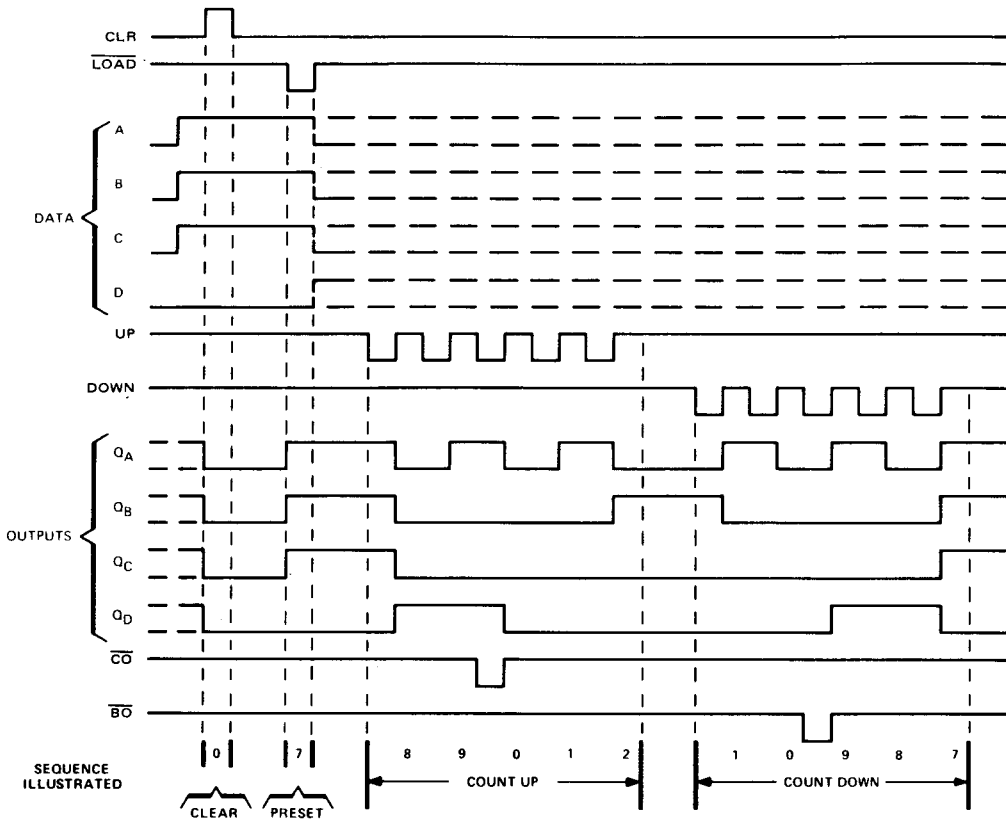 CLR
LOAD
A
B
DATA
C
D
UP
DOWN
QA
QB
OUTPUTS
QC
QD
CO
BO
SEQUENCE
ILLUSTRATED
0 7 8 9 0 1 2 1 0 9 8 7
COUNT UP COUNT DOWN
CLEAR PRESET